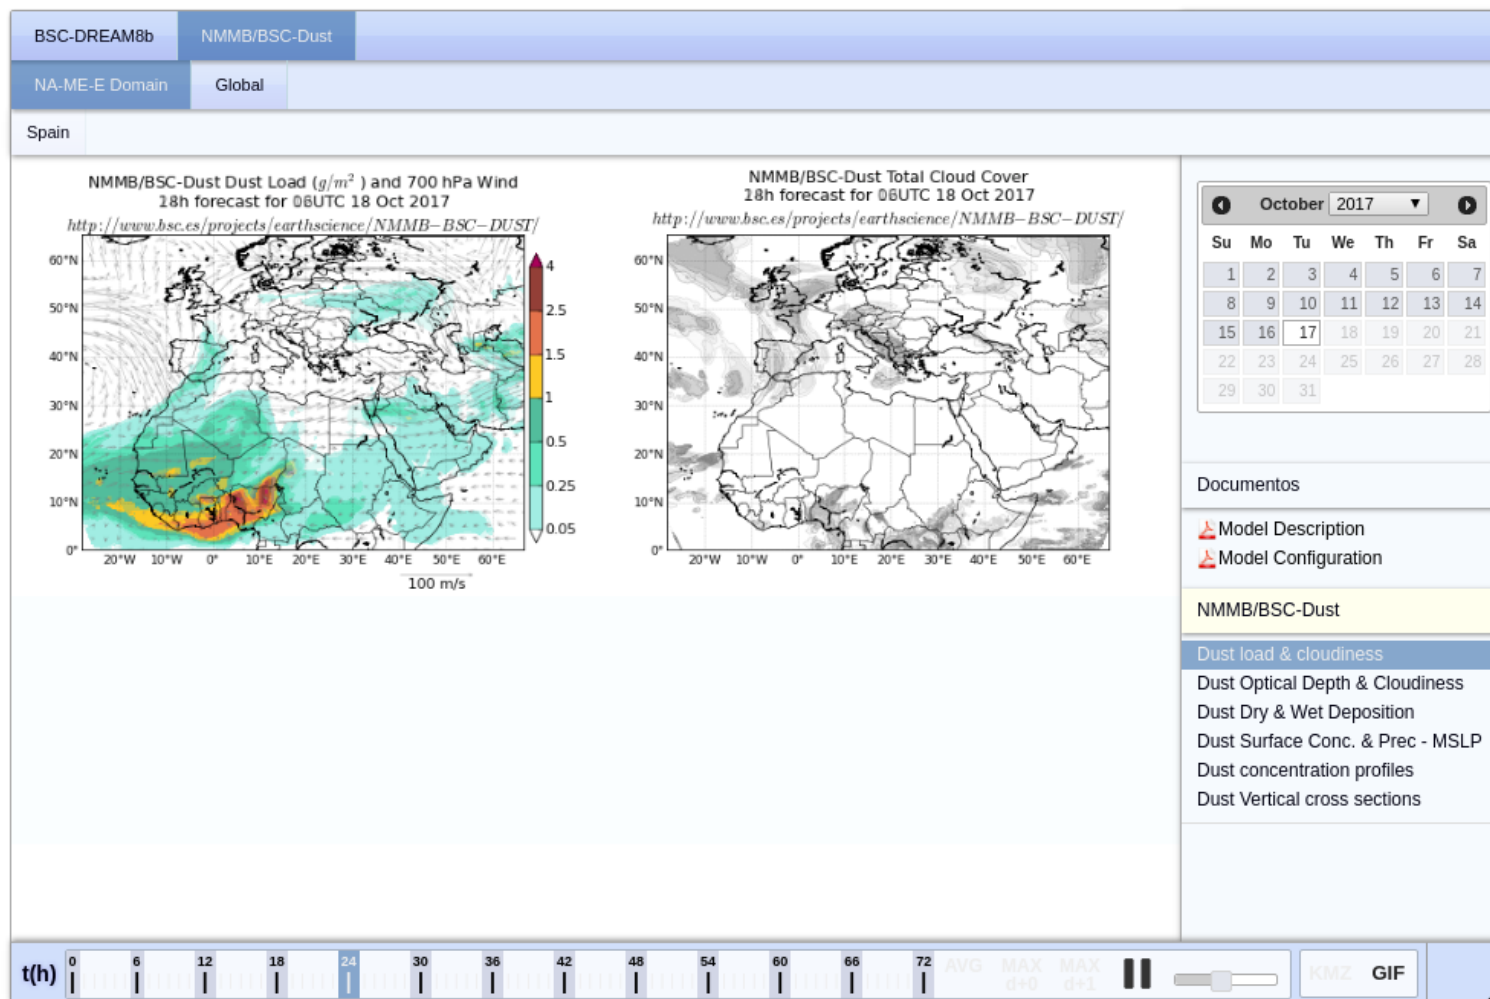 BSC-DREAM8b NMMB/BSC-Dust
NA-ME-E Domain Global
Spain
NMMB/BSC-Dust Dust Load (g/m² ) and 700 hPa Wind
18h forecast for 06UTC 18 Oct 2017
http://www.bsc.es/projects/earthscience/NMMB−BSC−DUST/
60°N
50°N
40°N
30°N
20°N
10°N
0°
20°W 10°W 0° 10°E 20°E 30°E 40°E 50°E 60°E
100 m/s
4
2.5
1.5
1
0.5
0.25
0.05
NMMB/BSC-Dust Total Cloud Cover
18h forecast for 06UTC 18 Oct 2017
http://www.bsc.es/projects/earthscience/NMMB−BSC−DUST/
60°N
50°N
40°N
30°N
20°N
10°N
0°
20°W 10°W 0° 10°E 20°E 30°E 40°E 50°E 60°E
October 2017
Su Mo Tu We Th Fr Sa
1 2 3 4 5 6 7
8 9 10 11 12 13 14
15 16 17 18 19 20 21
22 23 24 25 26 27 28
29 30 31
Documentos
Model Description
Model Configuration
NMMB/BSC-Dust
Dust load & cloudiness
Dust Optical Depth & Cloudiness
Dust Dry & Wet Deposition
Dust Surface Conc. & Prec - MSLP
Dust concentration profiles
Dust Vertical cross sections
t(h) 0 6 12 18 24 30 36 42 48 54 60 66 72 AVG MAX d+0 MAX d+1 KMZ GIF